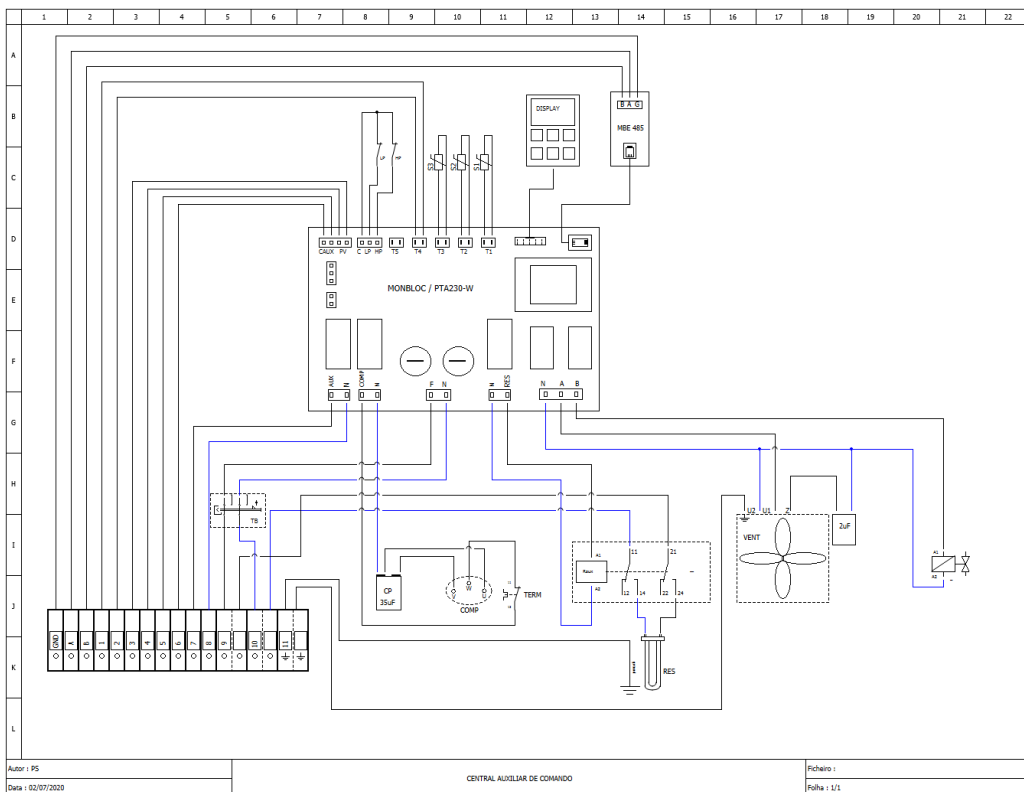 1 2 3 4 5 6 7 8 9 10 11 12 13 14 15 16 17 18 19 20 21 22
A
B
C
D
E
F
G
H
I
J
K
L
B A G
MBE 485
DISPLAY
LP HP
S3 S2 S1
CAUX PV C LP HP T5 T4 T3 T2 T1
MONBLOC / PTA230-W
AUX N COMP N F N N RES N A B
TB
U2 U1 Z
VENT
2uF
A1
A2
A1
Raux
A2
11 21
12 14 22 24
CP
35uF
W
COMP
TERM
GND A B 1 2 3 4 5 6 7 8 9 10 11
RES
Autor : PS
Data : 02/07/2020
CENTRAL AUXILIAR DE COMANDO
Ficheiro :
Folha : 1/1